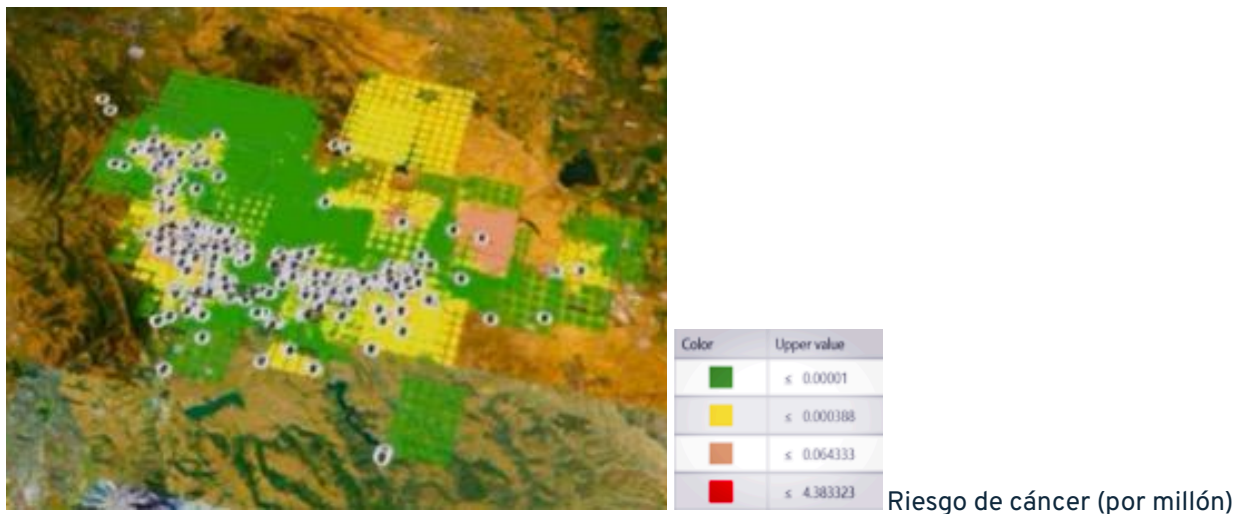 Color Upper value
≤ 0.00001
≤ 0.000388
≤ 0.064333
≤ 4.383323
Riesgo de cáncer (por millón)